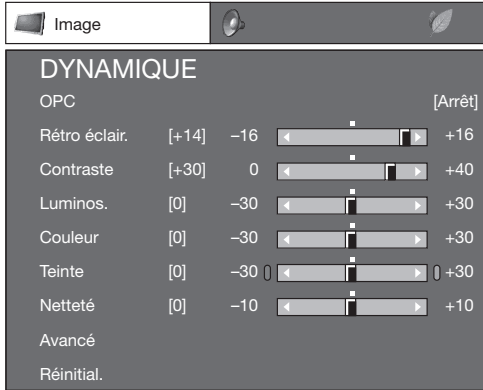 Image
DYNAMIQUE
OPC [Arrêt]
Rétro éclair. [+14] –16 +16
Contraste [+30] 0 +40
Luminos. [0] –30 +30
Couleur [0] –30 +30
Teinte [0] –30 +30
Netteté [0] –10 +10
Avancé
Réinitial.